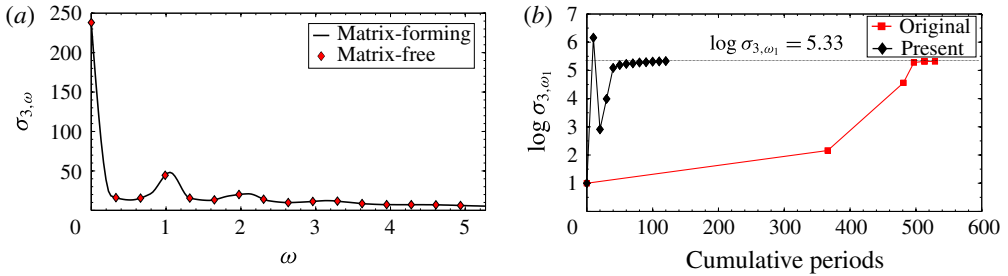 (a)
250
200
150
100
50
0
1
2
3
4
5
σ3,ω
ω
Matrix-forming
Matrix-free
(b)
7
6
5
4
3
2
1
0
100
200
300
400
500
600
log σ3,ω1
Cumulative periods
log σ3,ω1 = 5.33
Original
Present